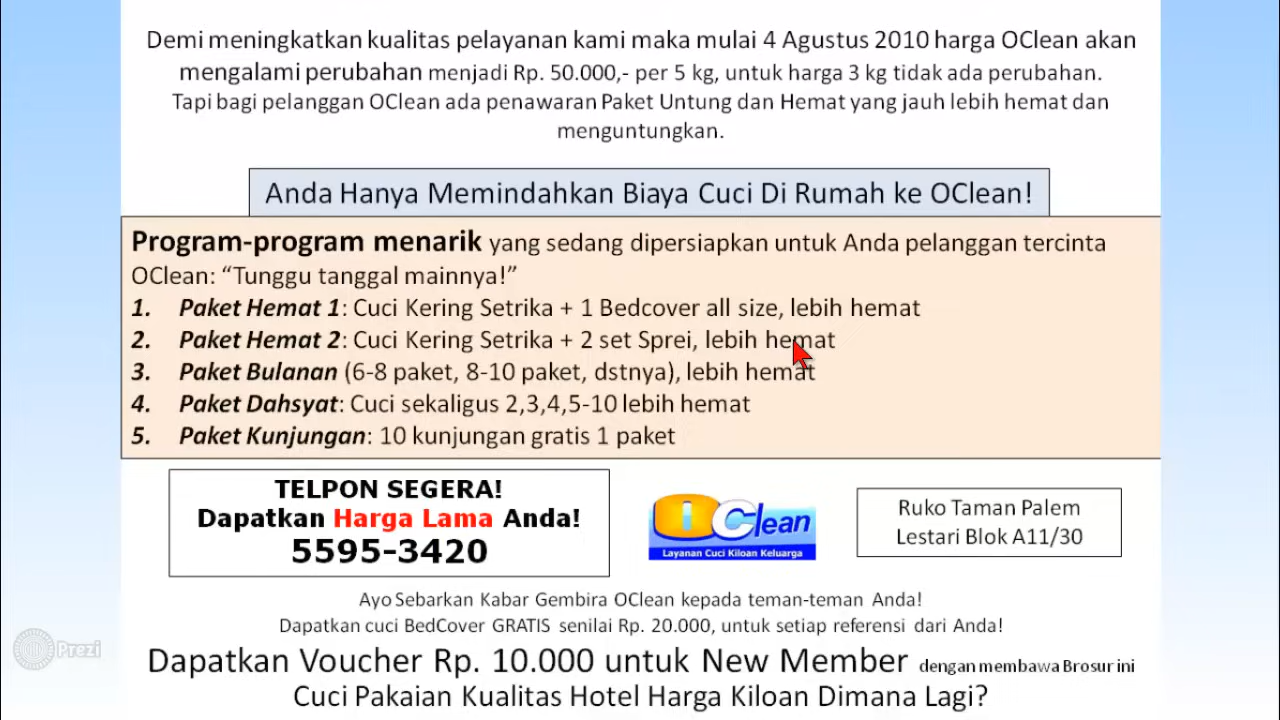 Demi meningkatkan kualitas pelayanan kami maka mulai 4 Agustus 2010 harga OClean akan
mengalami perubahan menjadi Rp. 50.000,- per 5 kg, untuk harga 3 kg tidak ada perubahan.
Tapi bagi pelanggan OClean ada penawaran Paket Untung dan Hemat yang jauh lebih hemat dan
menguntungkan.
Anda Hanya Memindahkan Biaya Cuci Di Rumah ke OClean!
Program-program menarik yang sedang dipersiapkan untuk Anda pelanggan tercinta
OClean: “Tunggu tanggal mainnya!”
1. Paket Hemat 1: Cuci Kering Setrika + 1 Bedcover all size, lebih hemat
2. Paket Hemat 2: Cuci Kering Setrika + 2 set Sprei, lebih hemat
3. Paket Bulanan (6-8 paket, 8-10 paket, dstnya), lebih hemat
4. Paket Dahsyat: Cuci sekaligus 2,3,4,5-10 lebih hemat
5. Paket Kunjungan: 10 kunjungan gratis 1 paket
TELPON SEGERA!
Dapatkan Harga Lama Anda!
5595-3420
OClean
Layanan Cuci Kiloan Keluarga
Ruko Taman Palem
Lestari Blok A11/30
Ayo Sebarkan Kabar Gembira OClean kepada teman-teman Anda!
Dapatkan cuci BedCover GRATIS senilai Rp. 20.000, untuk setiap referensi dari Anda!
Prezi
Dapatkan Voucher Rp. 10.000 untuk New Member dengan membawa Brosur ini
Cuci Pakaian Kualitas Hotel Harga Kiloan Dimana Lagi?